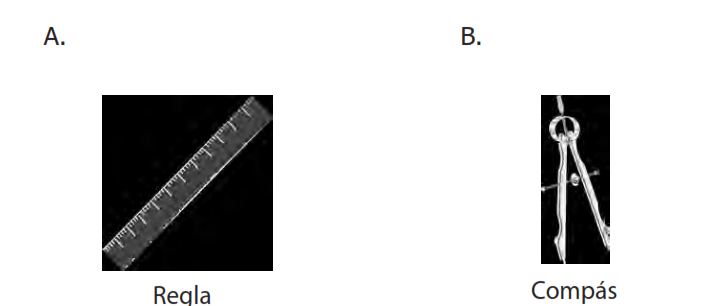 A.
B.
Regla
Compás